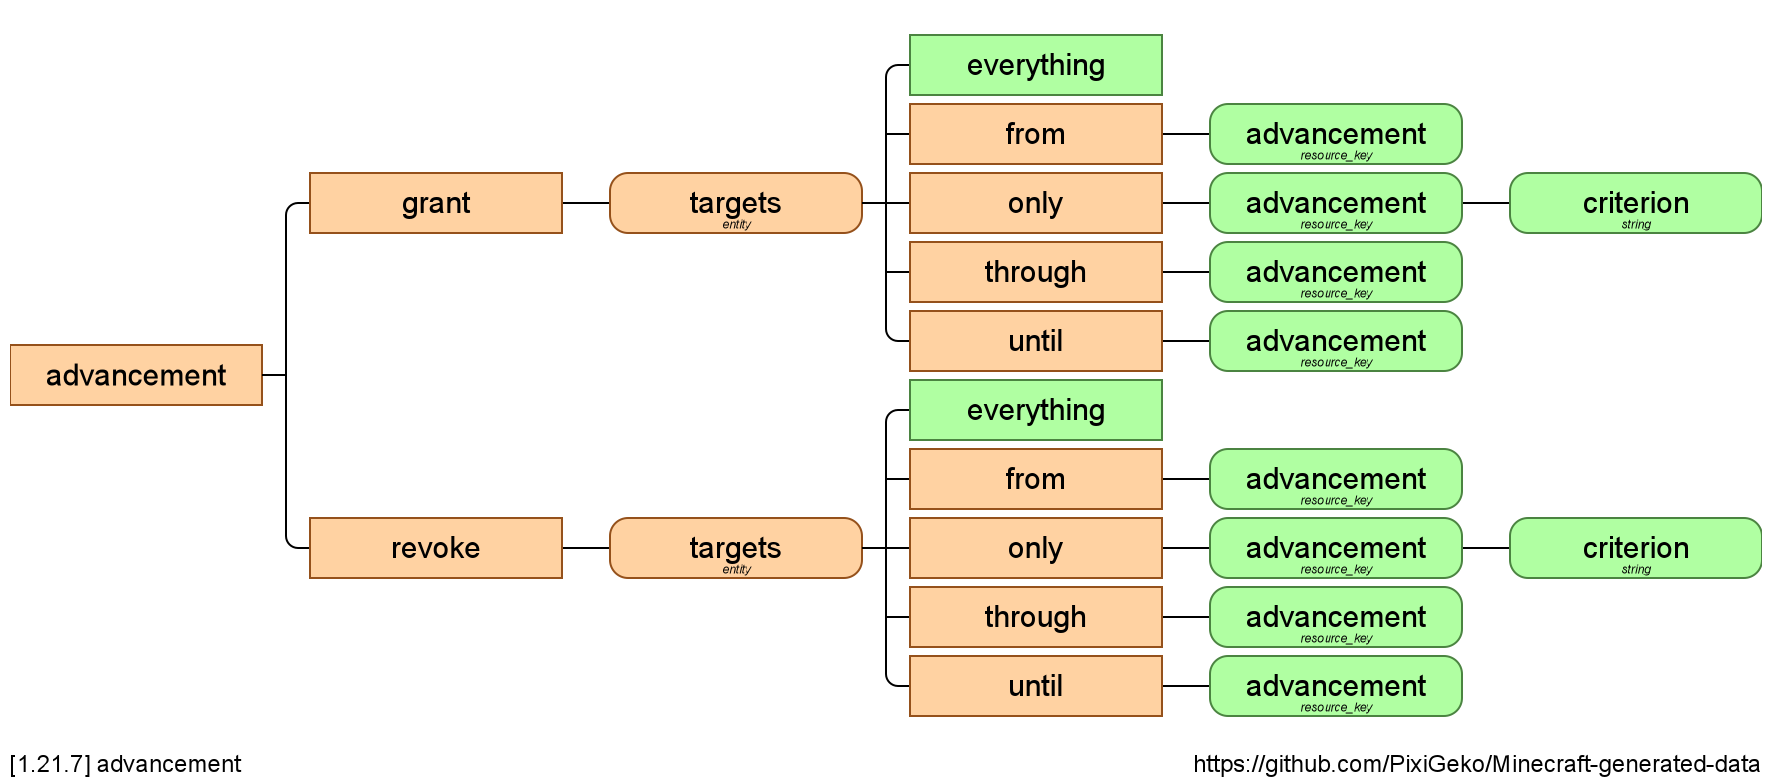 everything
from
advancement
resource_key
grant
targets
entity
only
advancement
resource_key
criterion
string
through
advancement
resource_key
until
advancement
resource_key
advancement
everything
from
advancement
resource_key
revoke
targets
entity
only
advancement
resource_key
criterion
string
through
advancement
resource_key
until
advancement
resource_key
[1.21.7] advancement
https://github.com/PixiGeko/Minecraft-generated-data